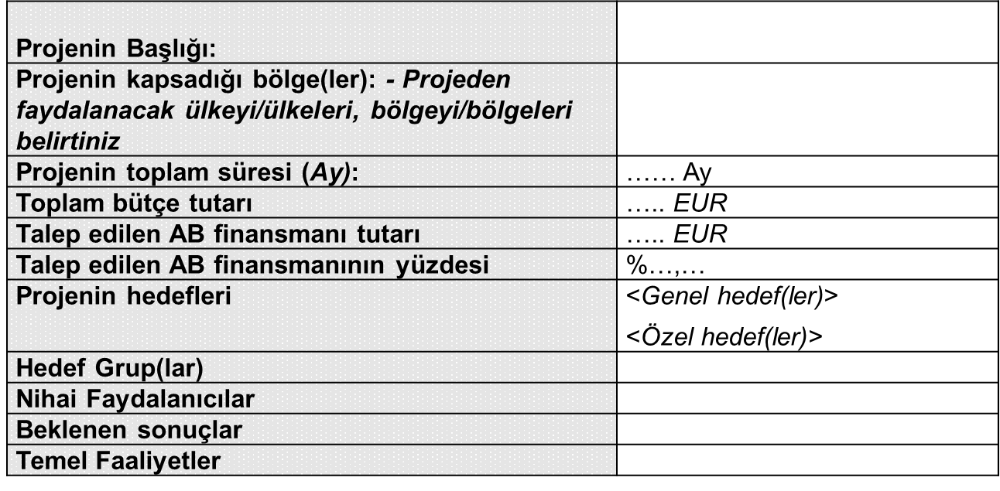 Projenin Başlığı:
Projenin kapsadığı bölge(ler): - Projeden
faydalanacak ülkeyi/ülkeleri, bölgeyi/bölgeleri
belirtiniz
Projenin toplam süresi (Ay):
…… Ay
Toplam bütçe tutarı
….. EUR
Talep edilen AB finansmanı tutarı
….. EUR
Talep edilen AB finansmanının yüzdesi
%…,…
Projenin hedefleri
<Genel hedef(ler)>
<Özel hedef(ler)>
Hedef Grup(lar)
Nihai Faydalanıcılar
Beklenen sonuçlar
Temel Faaliyetler